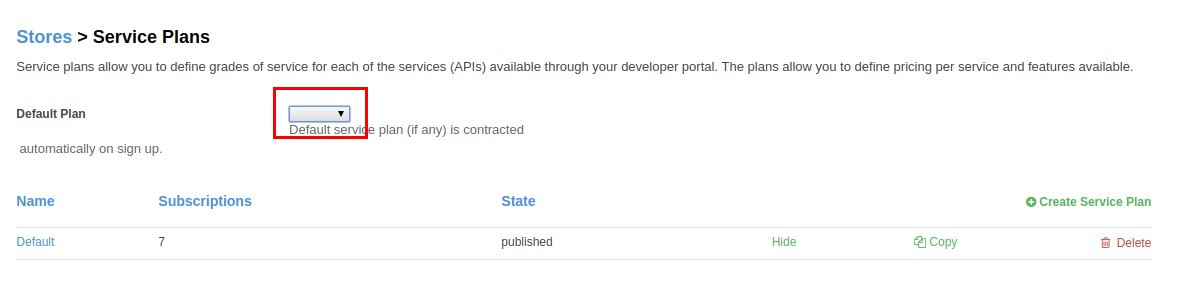 Stores > Service Plans
Service plans allow you to define grades of service for each of the services (APIs) available through your developer portal. The plans allow you to define pricing per service and features available.
Default Plan
Default service plan (if any) is contracted
automatically on sign up.
Name Subscriptions State Create Service Plan
Default 7 published Hide Copy Delete